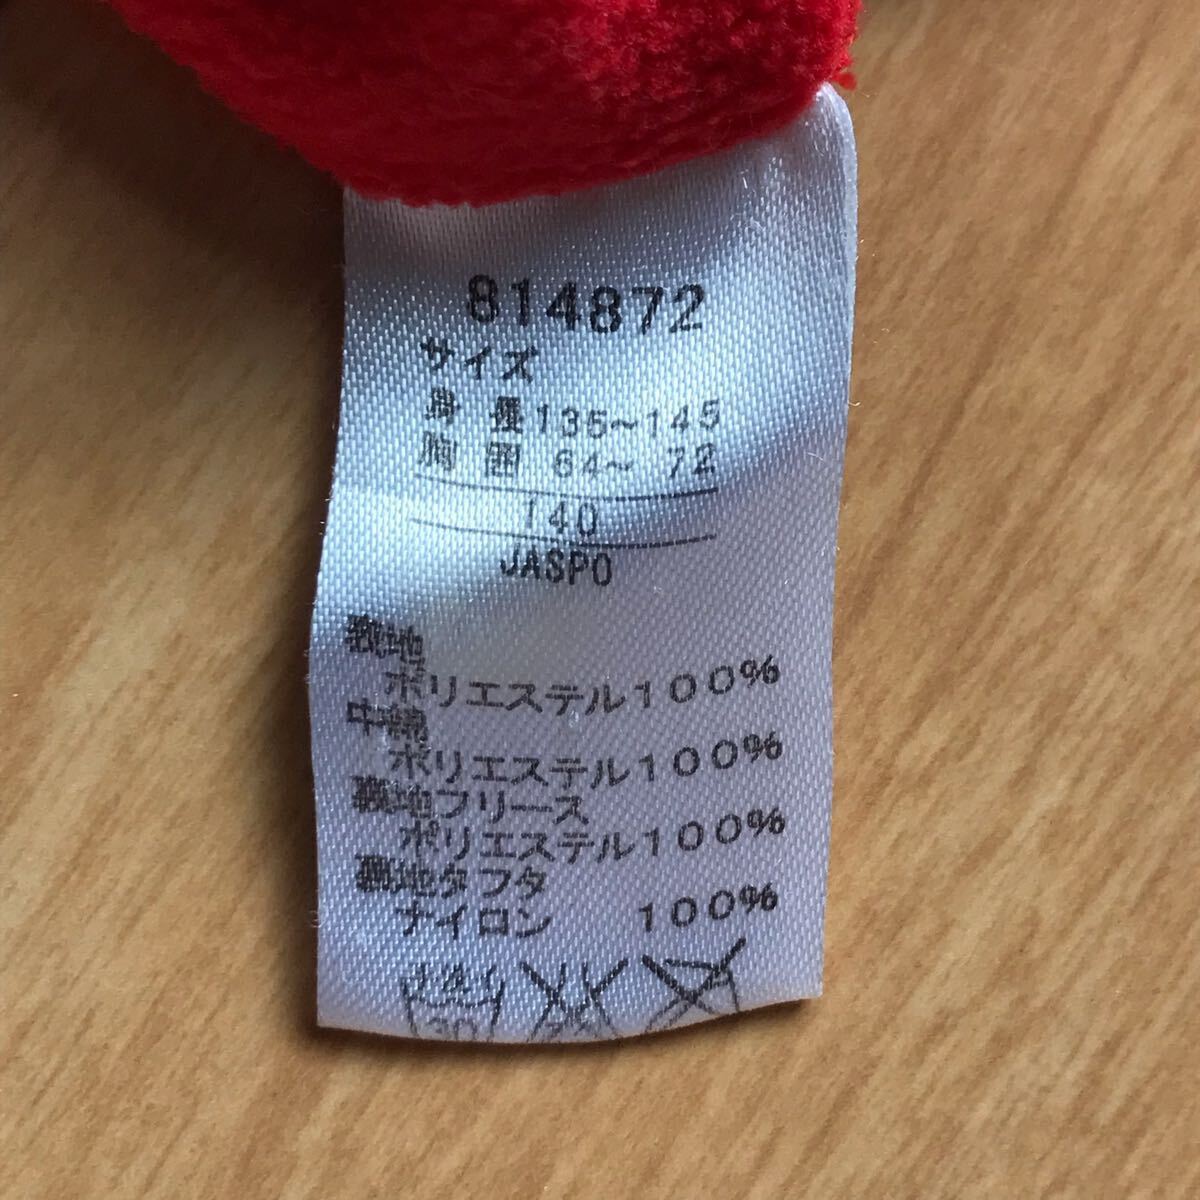 814872
サイズ
身長135~145
胸囲 64~ 72
140
JASPO
表地
ポリエステル100%
中綿
ポリエステル100%
裏地フリース
ポリエステル100%
裏地タフタ
ナイロン 100%
30